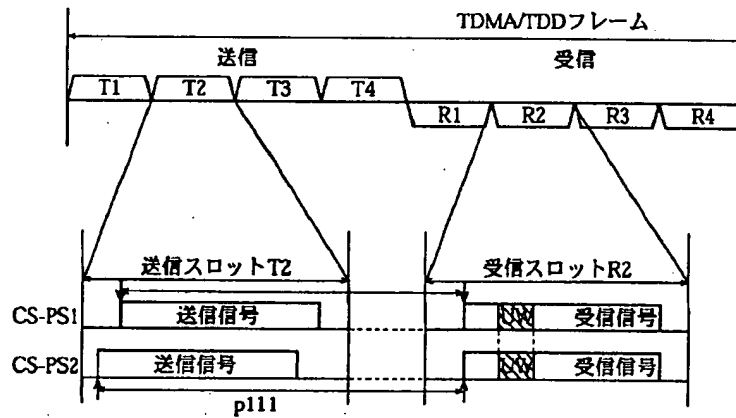 TDMA/TDDフレーム
送信 受信
T1 T2 T3 T4
R1 R2 R3 R4
送信スロットT2 受信スロットR2
CS-PS1 送信信号 受信信号
CS-PS2 送信信号 受信信号
p111